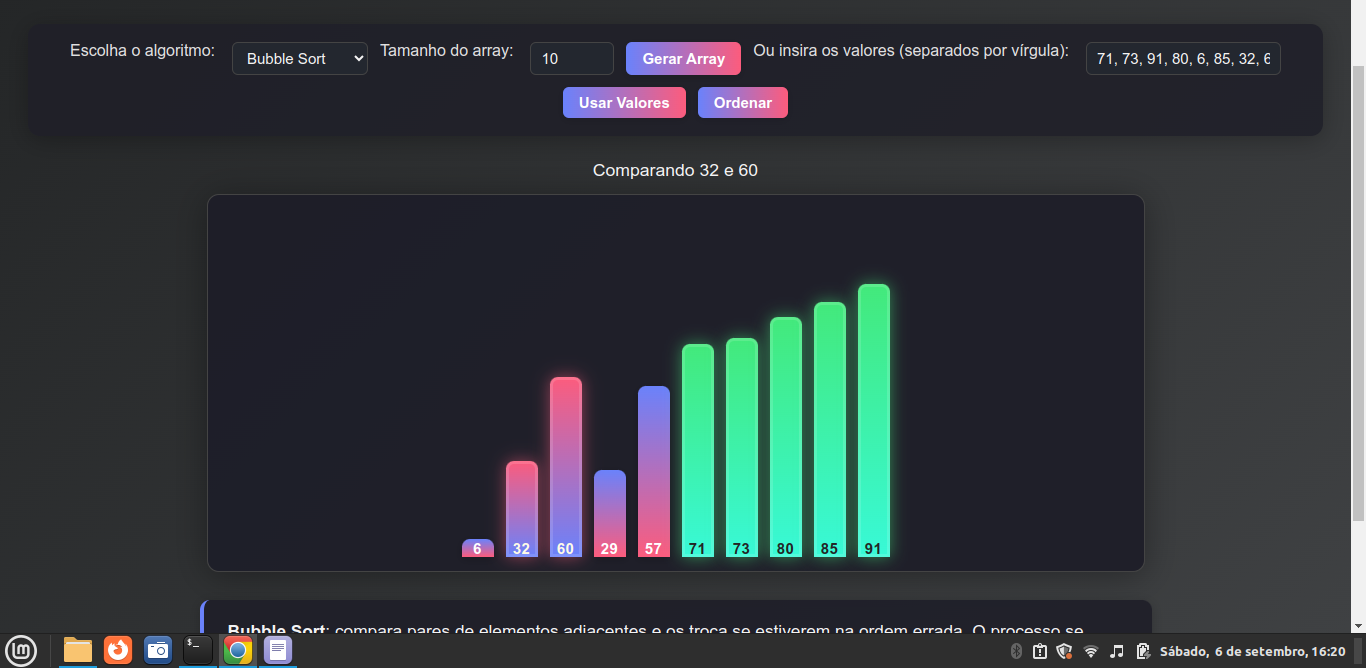 Escolha o algoritmo: Bubble Sort Tamanho do array: 10 Gerar Array Ou insira os valores (separados por vírgula): 71, 73, 91, 80, 6, 85, 32, 6
Usar Valores Ordenar
Comparando 32 e 60
6 32 60 29 57 71 73 80 85 91
Bubble Sort: compara pares de elementos adjacentes e os troca se estiverem na ordem errada. O processo se
Sábado, 6 de setembro, 16:20